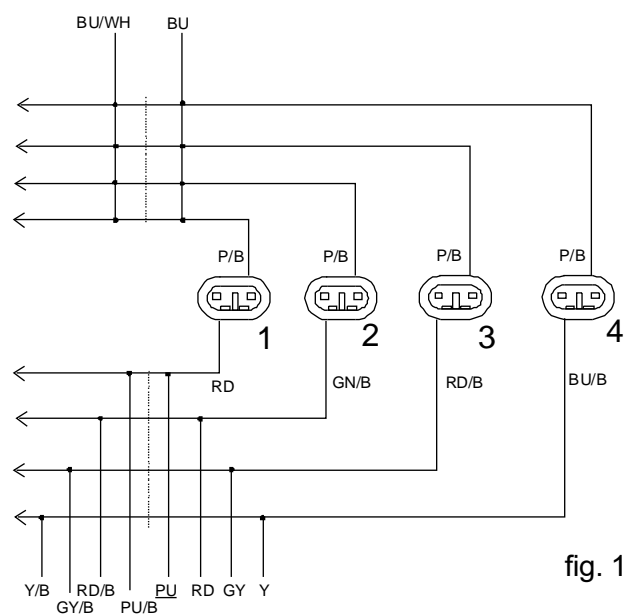 BU/WH BU
P/B P/B P/B P/B
1 2 3 4
RD GN/B RD/B BU/B
Y/B RD/B PU RD GY Y
GY/B PU/B
fig. 1